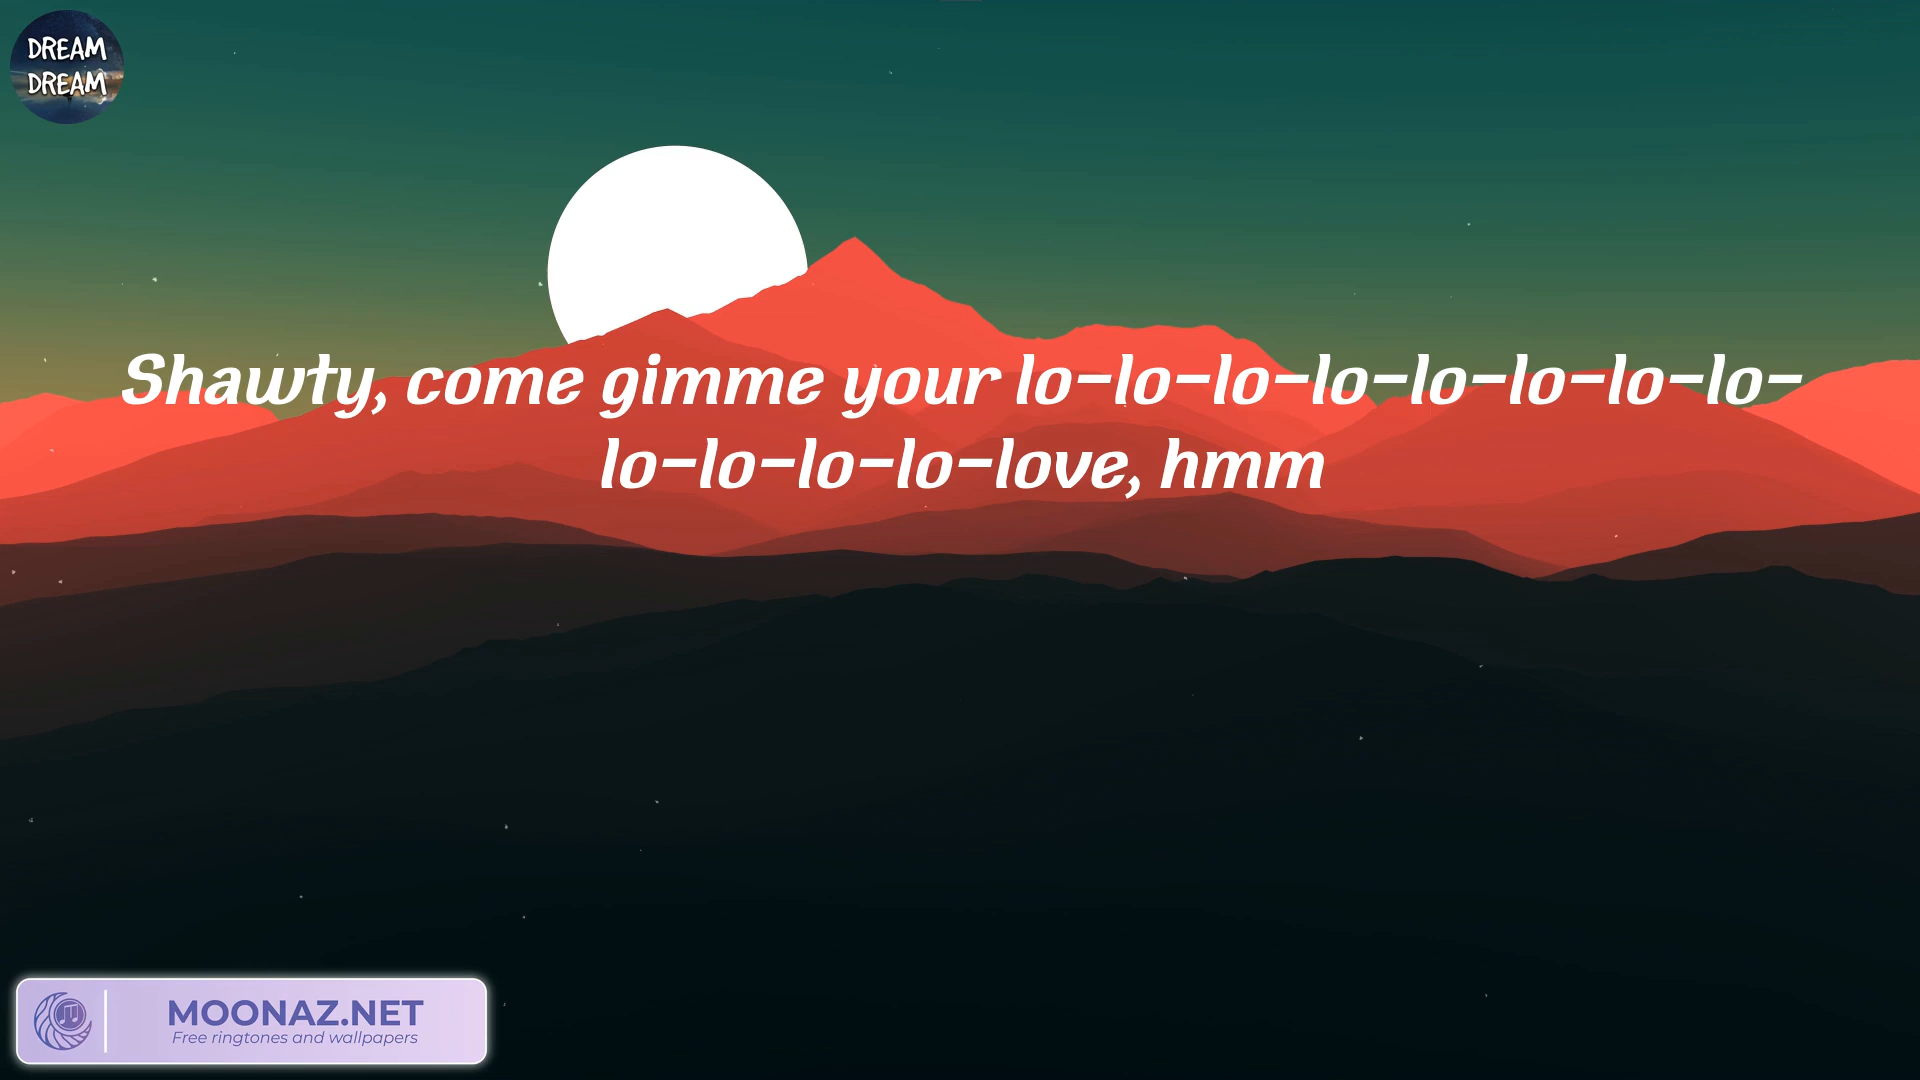 DREAM
DREAM
Shawty, come gimme your lo-lo-lo-lo-lo-lo-lo-lo-
lo-lo-lo-lo-love, hmm
MOONAZ.NET
Free ringtones and wallpapers